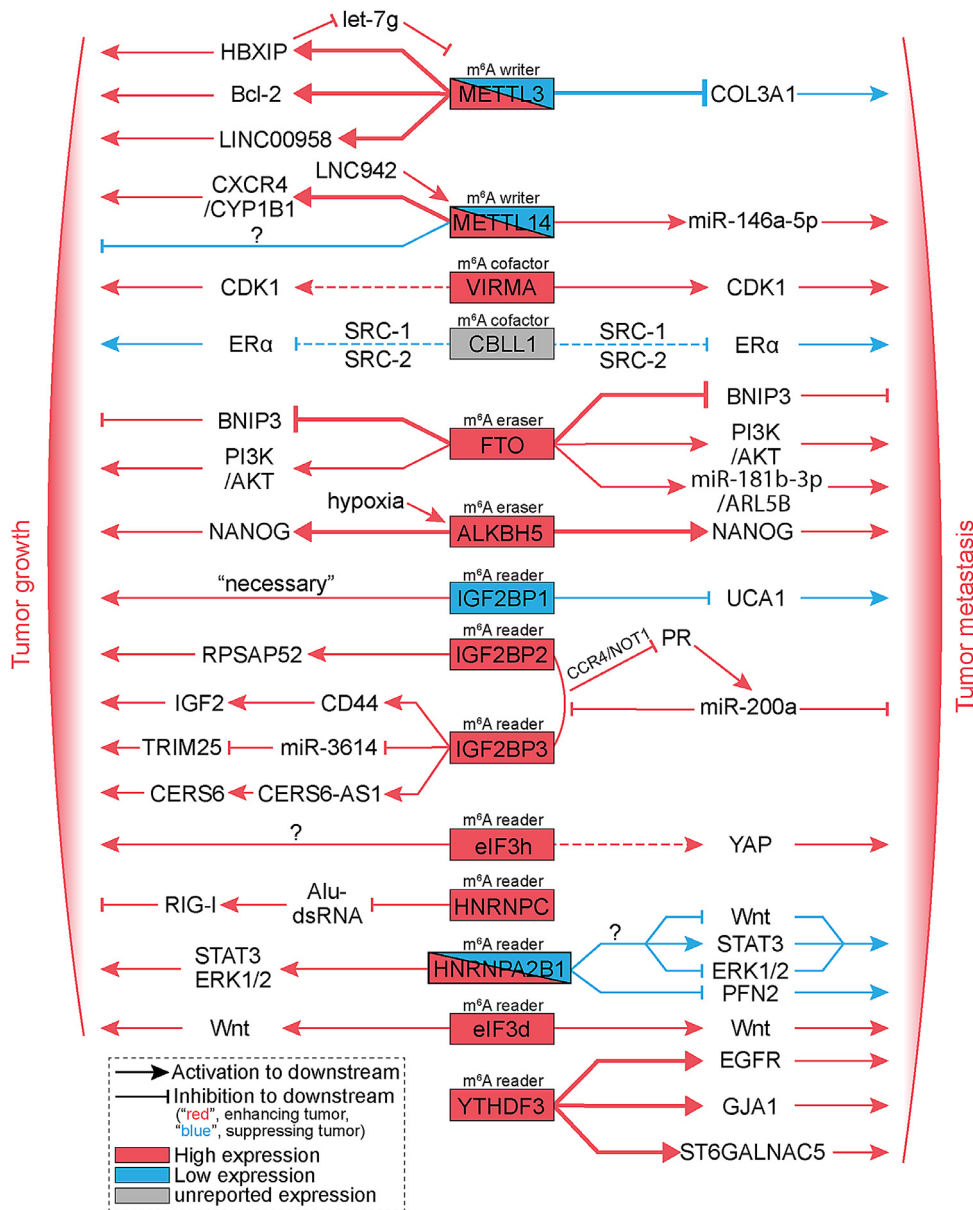 let-7g
HBXIP
m⁶A writer
METTL3
Bcl-2
COL3A1
LINC00958
LNC942
CXCR4
/CYP1B1
m⁶A writer
METTL14
miR-146a-5p
?
m⁶A cofactor
CDK1
VIRMA
CDK1
m⁶A cofactor
ERα
SRC-1
SRC-2
CBLL1
SRC-1
SRC-2
ERα
BNIP3
BNIP3
m⁶A eraser
FTO
PI3K
/AKT
PI3K
/AKT
miR-181b-3p
/ARL5B
hypoxia
m⁶A eraser
NANOG
ALKBH5
NANOG
m⁶A reader
"necessary"
IGF2BP1
UCA1
m⁶A reader
RPSAP52
IGF2BP2
CCR4/NOT1
PR
miR-200a
IGF2
CD44
m⁶A reader
TRIM25
miR-3614
IGF2BP3
CERS6
CERS6-AS1
m⁶A reader
?
eIF3h
YAP
m⁶A reader
RIG-I
Alu-
dsRNA
HNRNPC
m⁶A reader
STAT3
ERK1/2
HNRNPA2B1
?
Wnt
STAT3
ERK1/2
PFN2
m⁶A reader
Wnt
eIF3d
Wnt
m⁶A reader
YTHDF3
EGFR
GJA1
ST6GALNAC5
Tumor growth
Tumor metastasis
Activation to downstream
Inhibition to downstream
("red", enhancing tumor,
"blue", suppressing tumor)
High expression
Low expression
unreported expression